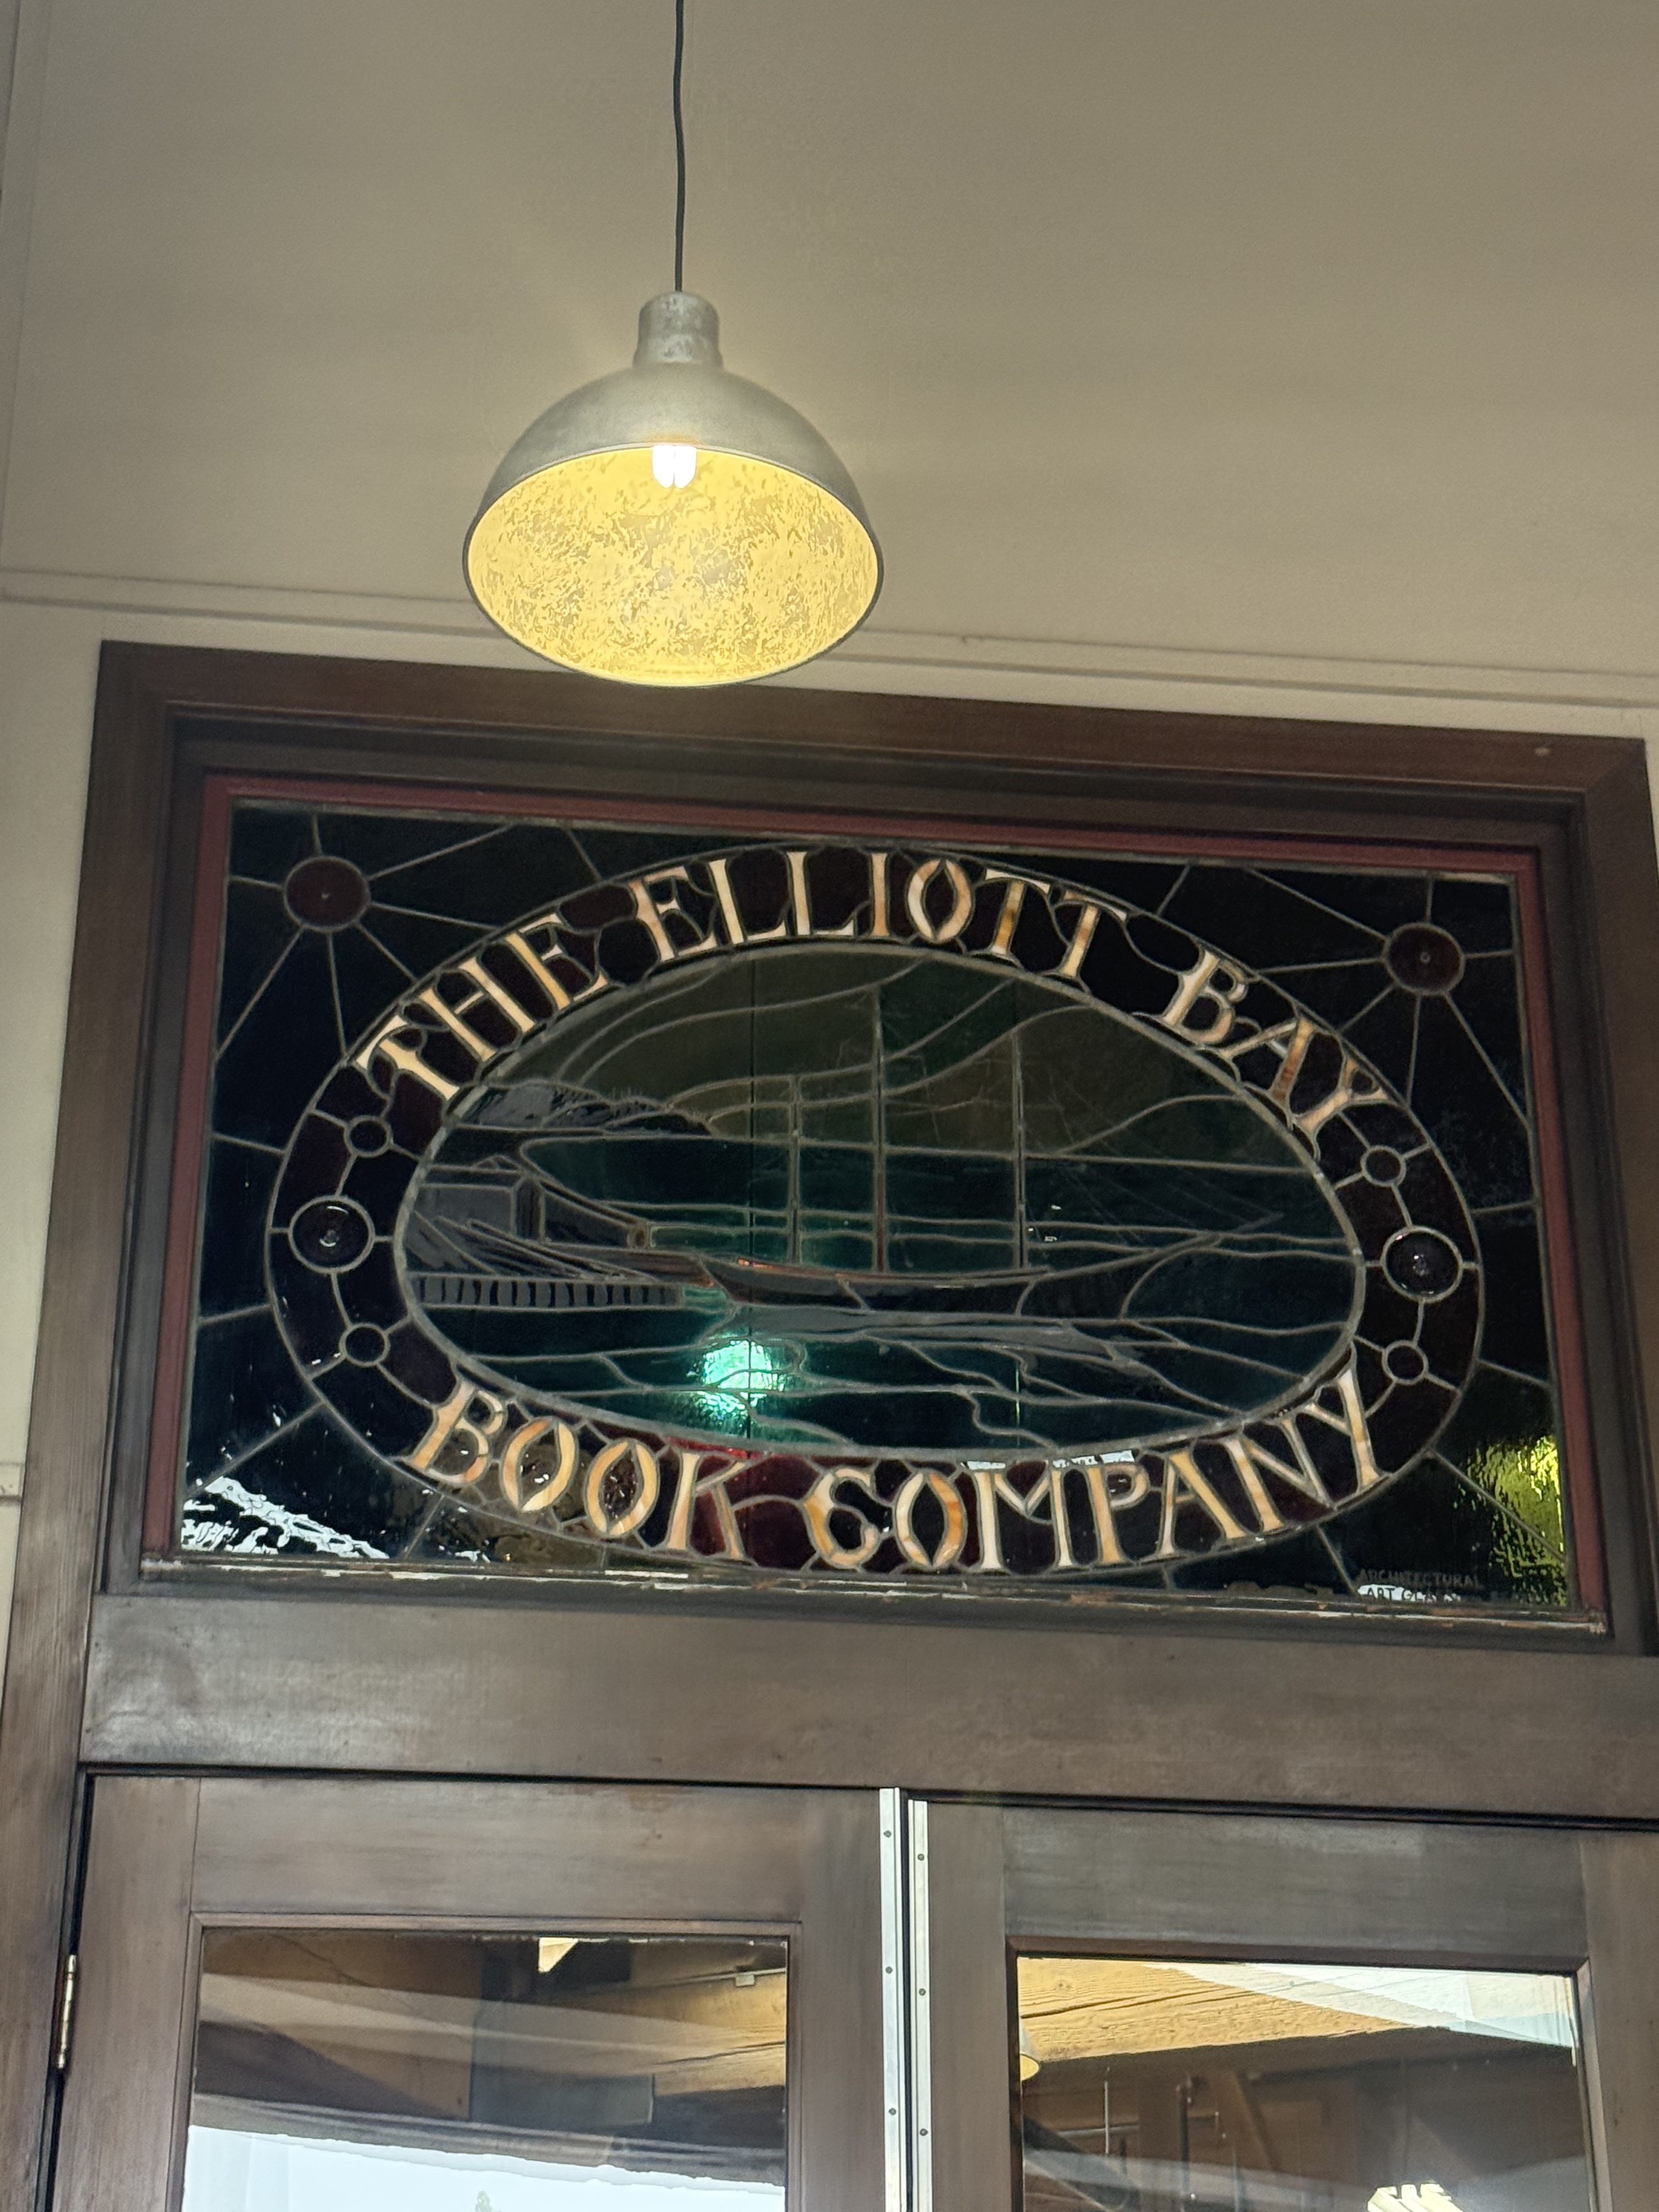 THE ELLIOTT BAY
BOOK COMPANY
ARCHITECTURAL
ART GLASS